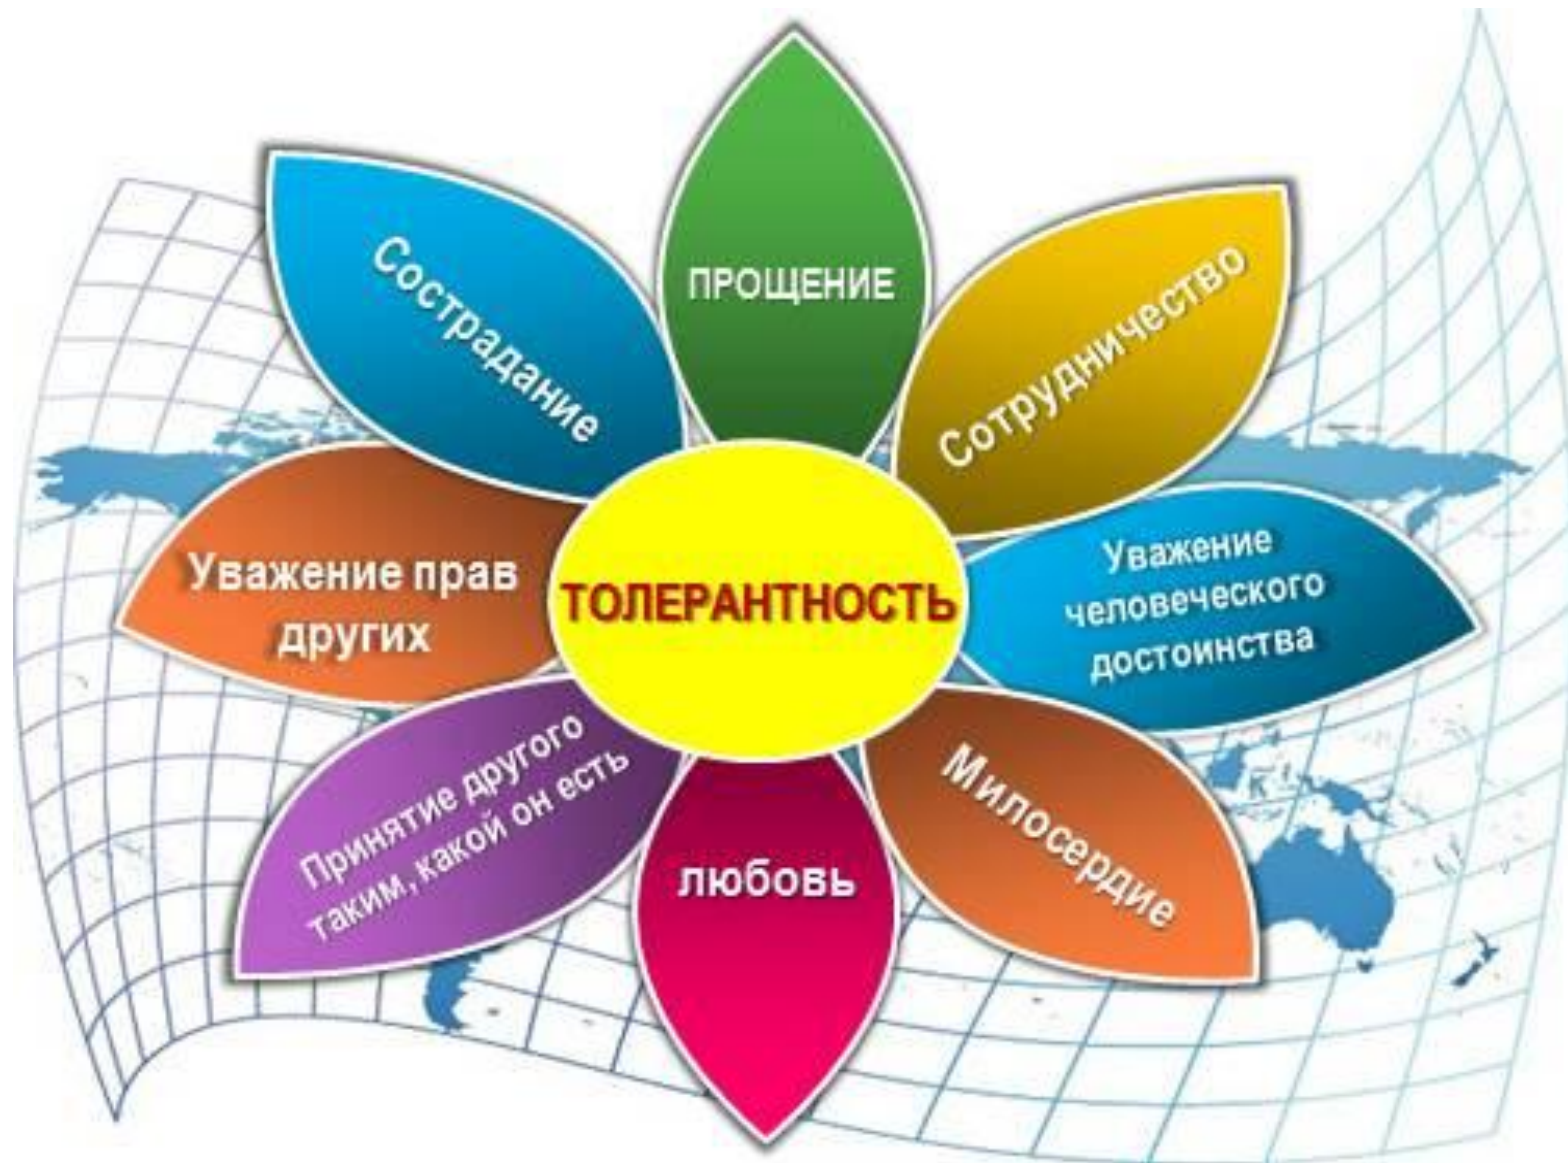 ПРОЩЕНИЕ
Сострадание
Сотрудничество
Уважение прав
других
ТОЛЕРАНТНОСТЬ
Уважение
человеческого
достоинства
Принятие другого
таким, какой он есть
любовь
Милосердие